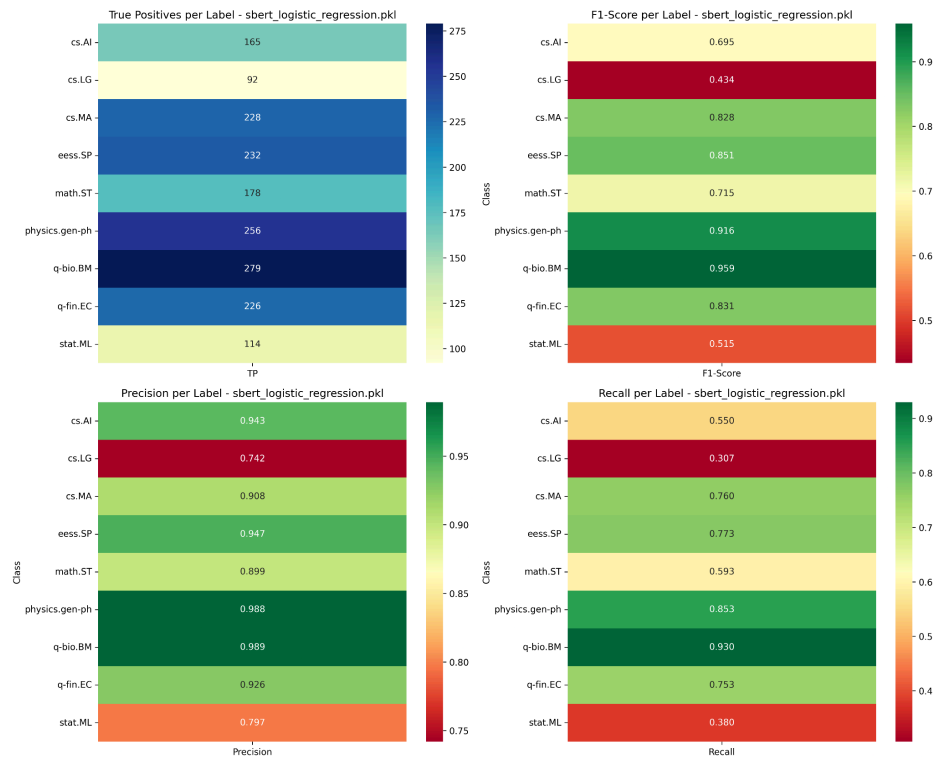 True Positives per Label - sbert_logistic_regression.pkl
cs.AI
165
cs.LG
92
cs.MA
228
eess.SP
232
math.ST
178
physics.gen-ph
256
q-bio.BM
279
q-fin.EC
226
stat.ML
114
TP
275
250
225
200
175
150
125
100
F1-Score per Label - sbert_logistic_regression.pkl
Class
cs.AI
0.695
cs.LG
0.434
cs.MA
0.828
eess.SP
0.851
math.ST
0.715
physics.gen-ph
0.916
q-bio.BM
0.959
q-fin.EC
0.831
stat.ML
0.515
F1-Score
0.9
0.8
0.7
0.6
0.5
Precision per Label - sbert_logistic_regression.pkl
Class
cs.AI
0.943
cs.LG
0.742
cs.MA
0.908
eess.SP
0.947
math.ST
0.899
physics.gen-ph
0.988
q-bio.BM
0.989
q-fin.EC
0.926
stat.ML
0.797
Precision
0.95
0.90
0.85
0.80
0.75
Recall per Label - sbert_logistic_regression.pkl
Class
cs.AI
0.550
cs.LG
0.307
cs.MA
0.760
eess.SP
0.773
math.ST
0.593
physics.gen-ph
0.853
q-bio.BM
0.930
q-fin.EC
0.753
stat.ML
0.380
Recall
0.9
0.8
0.7
0.6
0.5
0.4